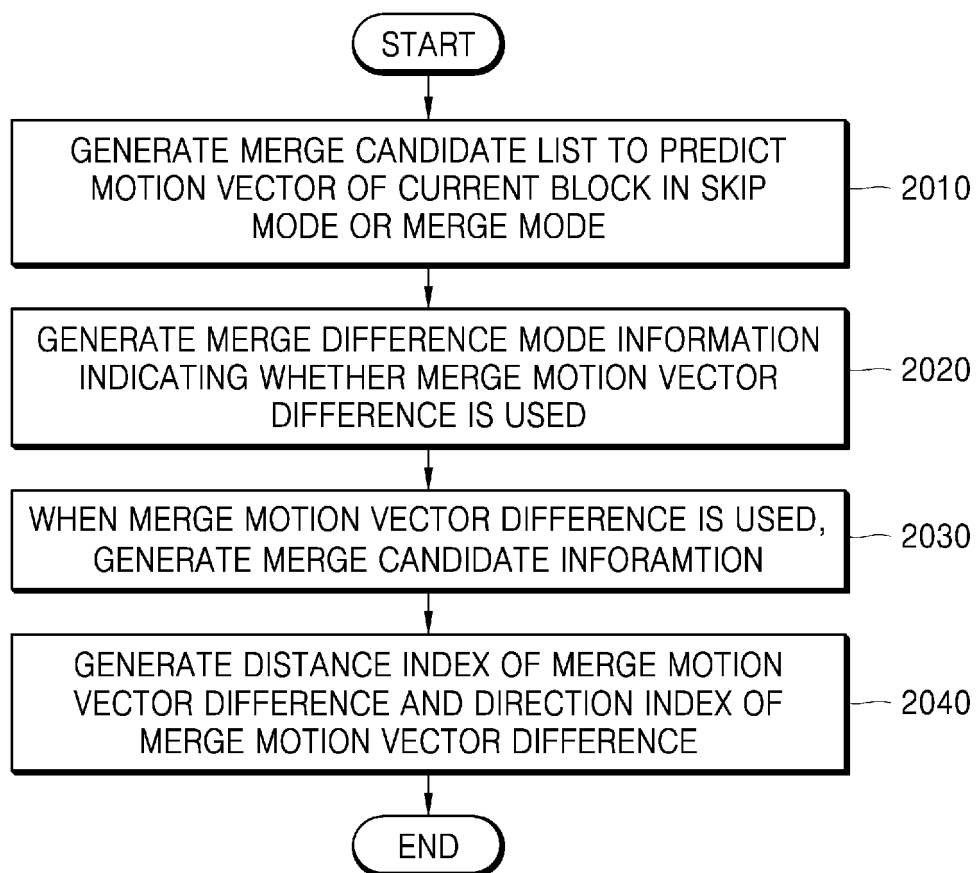 START
GENERATE MERGE CANDIDATE LIST TO PREDICT
MOTION VECTOR OF CURRENT BLOCK IN SKIP
MODE OR MERGE MODE
2010
GENERATE MERGE DIFFERENCE MODE INFORMATION
INDICATING WHETHER MERGE MOTION VECTOR
DIFFERENCE IS USED
2020
WHEN MERGE MOTION VECTOR DIFFERENCE IS USED,
GENERATE MERGE CANDIDATE INFORAMTION
2030
GENERATE DISTANCE INDEX OF MERGE MOTION
VECTOR DIFFERENCE AND DIRECTION INDEX OF
MERGE MOTION VECTOR DIFFERENCE
2040
END